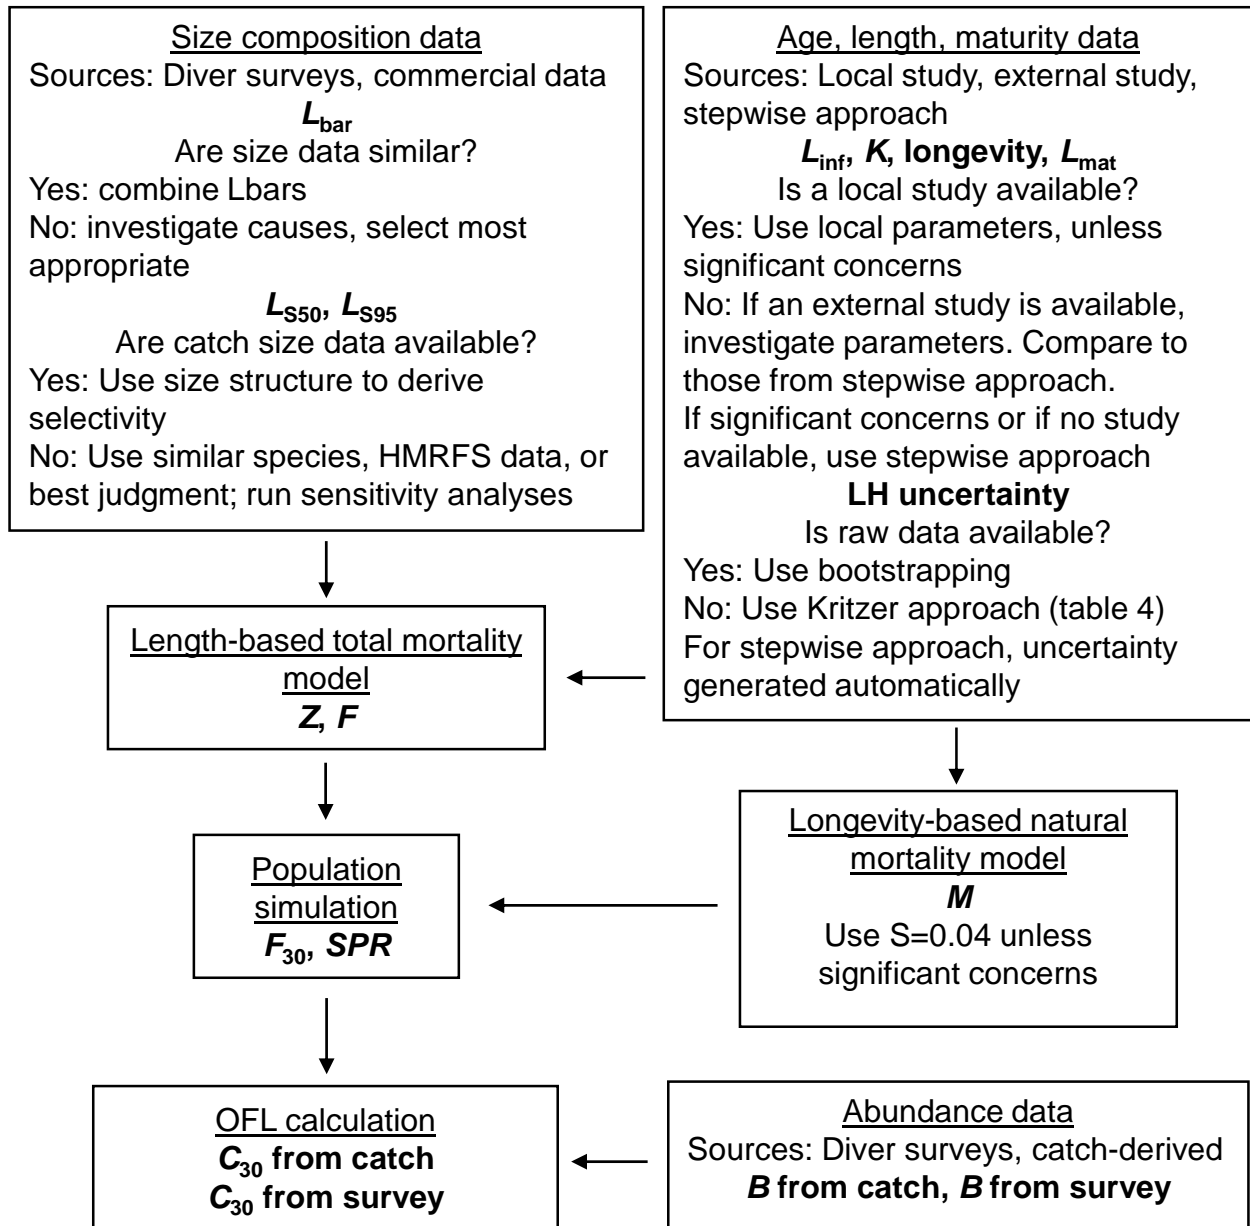 Size composition data
Sources: Diver surveys, commercial data
Lbar
Are size data similar?
Yes: combine Lbars
No: investigate causes, select most
appropriate
LS50, LS95
Are catch size data available?
Yes: Use size structure to derive
selectivity
No: Use similar species, HMRFS data, or
best judgment; run sensitivity analyses
Age, length, maturity data
Sources: Local study, external study,
stepwise approach
Linf, K, longevity, Lmat
Is a local study available?
Yes: Use local parameters, unless
significant concerns
No: If an external study is available,
investigate parameters. Compare to
those from stepwise approach.
If significant concerns or if no study
available, use stepwise approach
LH uncertainty
Is raw data available?
Yes: Use bootstrapping
No: Use Kritzer approach (table 4)
For stepwise approach, uncertainty
generated automatically
Length-based total mortality
model
Z, F
Longevity-based natural
mortality model
M
Use S=0.04 unless
significant concerns
Population
simulation
F30, SPR
OFL calculation
C30 from catch
C30 from survey
Abundance data
Sources: Diver surveys, catch-derived
B from catch, B from survey